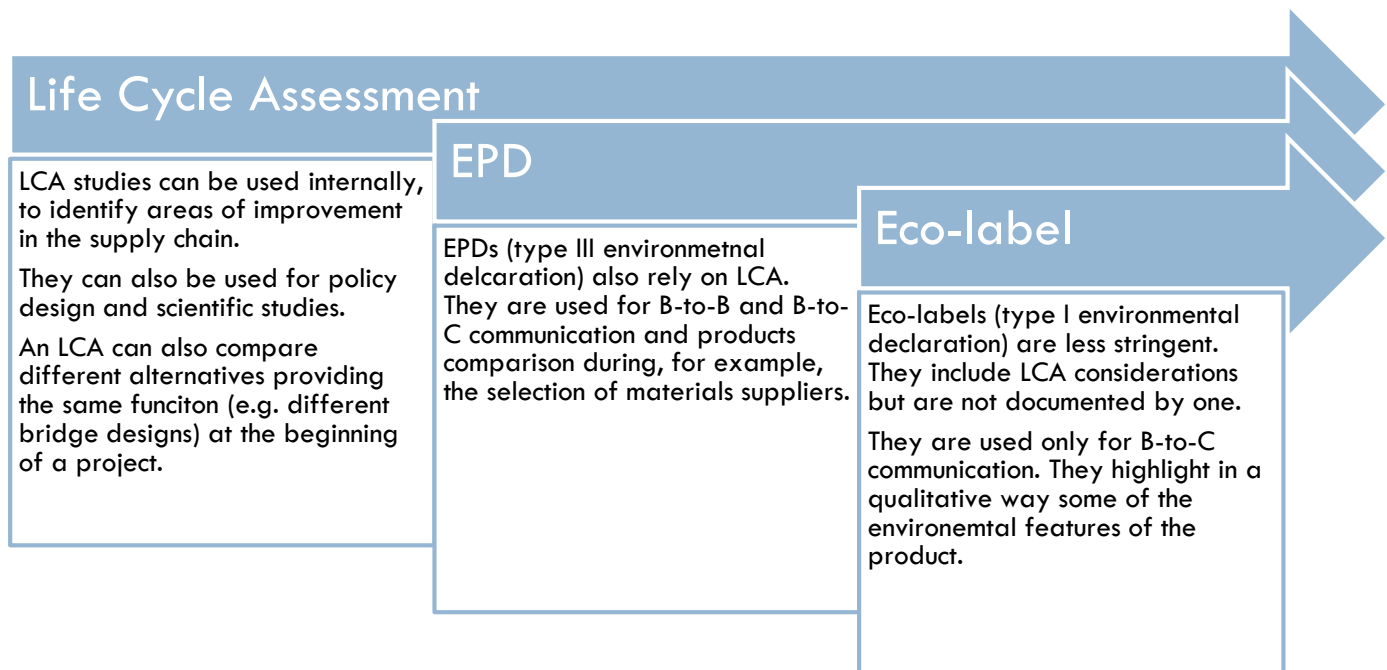 Life Cycle Assessment
LCA studies can be used internally,
to identify areas of improvement
in the supply chain.
They can also be used for policy
design and scientific studies.
An LCA can also compare
different alternatives providing
the same funciton (e.g. different
bridge designs) at the beginning
of a project.
EPD
EPDs (type III environmetnal
delcaration) also rely on LCA.
They are used for B-to-B and B-to-
C communication and products
comparison during, for example,
the selection of materials suppliers.
Eco-label
Eco-labels (type I environmental
declaration) are less stringent.
They include LCA considerations
but are not documented by one.
They are used only for B-to-C
communication. They highlight in a
qualitative way some of the
environemtal features of the
product.